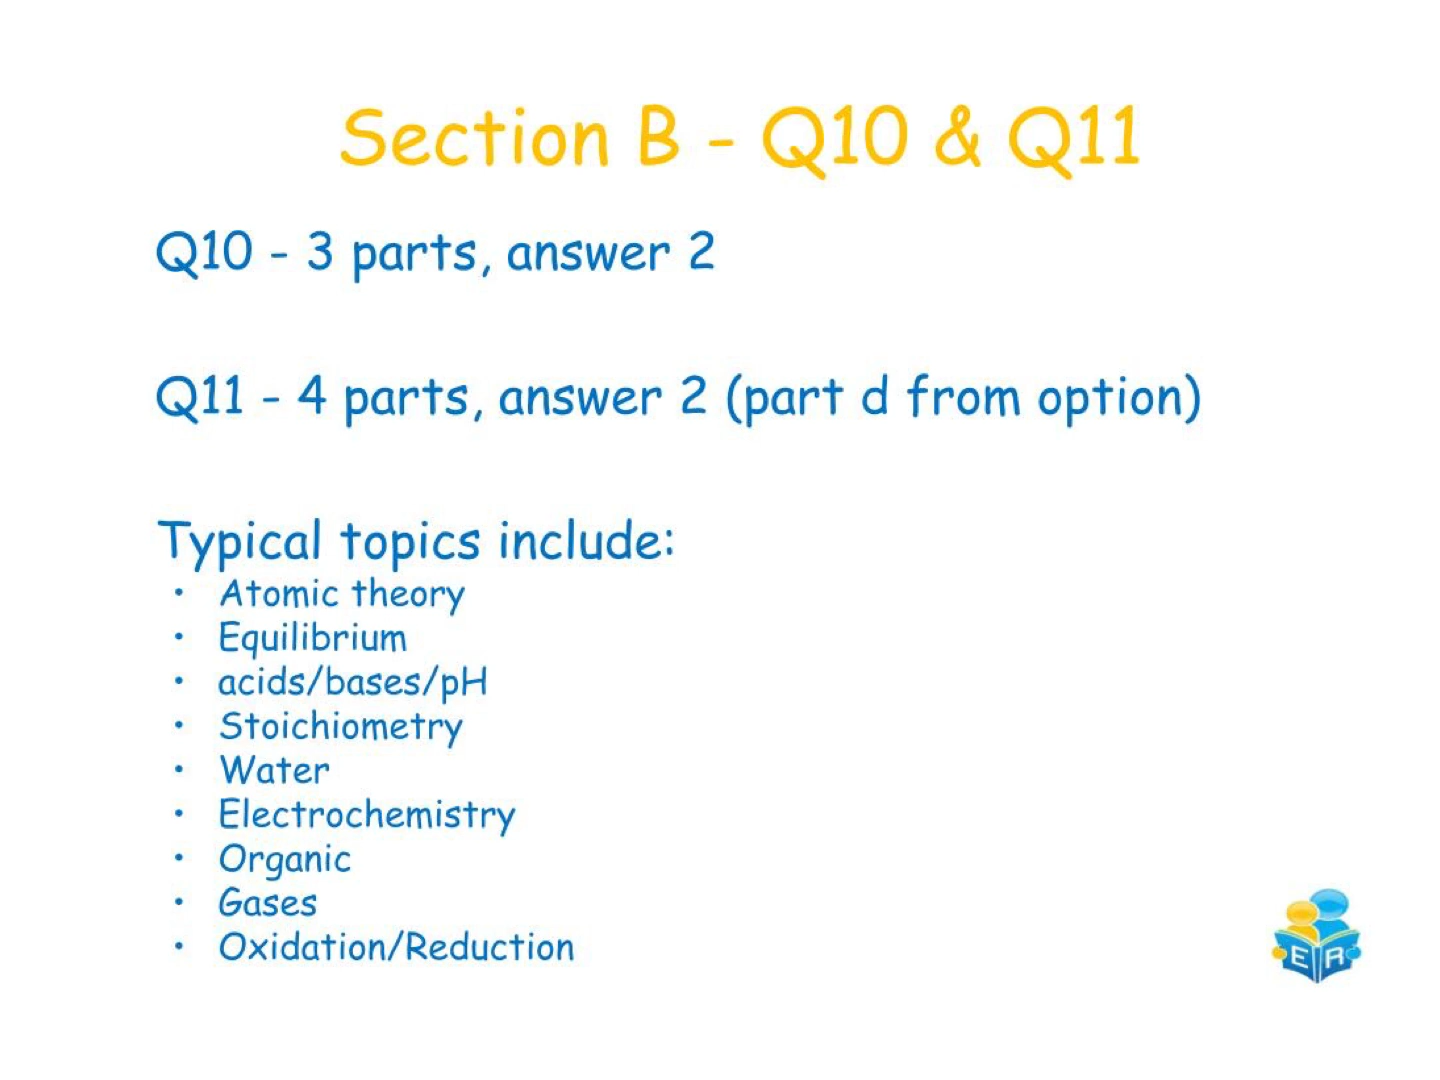 Section B - Q10 & Q11
Q10 - 3 parts, answer 2
Q11 - 4 parts, answer 2 (part d from option)
Typical topics include:
• Atomic theory
• Equilibrium
• acids/bases/pH
• Stoichiometry
• Water
• Electrochemistry
• Organic
• Gases
• Oxidation/Reduction
E R